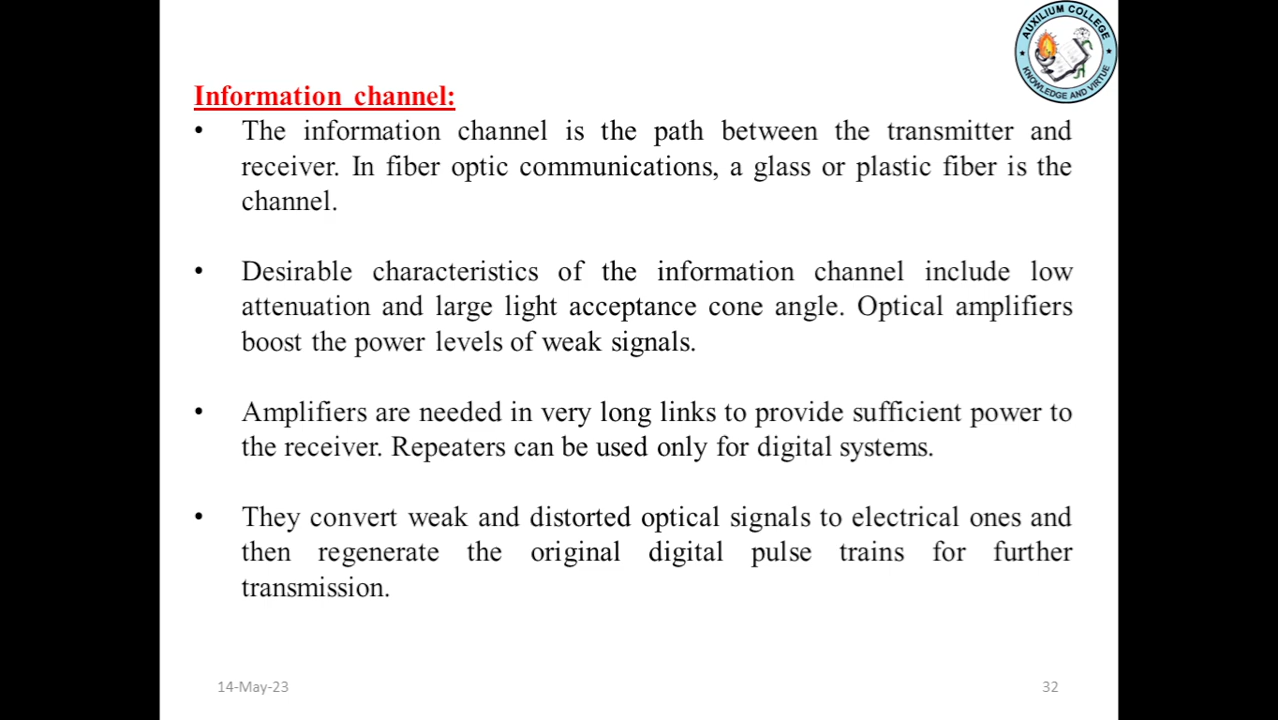 AUXILIUM COLLEGE
KNOWLEDGE AND VIRTUE
Information channel:
• The information channel is the path between the transmitter and
receiver. In fiber optic communications, a glass or plastic fiber is the
channel.
• Desirable characteristics of the information channel include low
attenuation and large light acceptance cone angle. Optical amplifiers
boost the power levels of weak signals.
• Amplifiers are needed in very long links to provide sufficient power to
the receiver. Repeaters can be used only for digital systems.
• They convert weak and distorted optical signals to electrical ones and
then regenerate the original digital pulse trains for further
transmission.
14-May-23
32